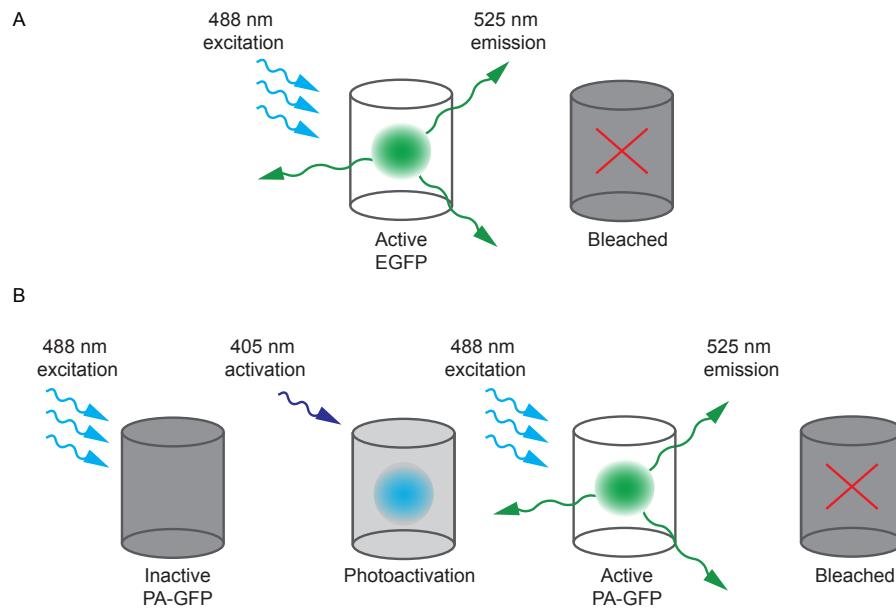 A
488 nm
excitation
525 nm
emission
Active
EGFP
Bleached
B
488 nm
excitation
405 nm
activation
488 nm
excitation
525 nm
emission
Inactive
PA-GFP
Photoactivation
Active
PA-GFP
Bleached